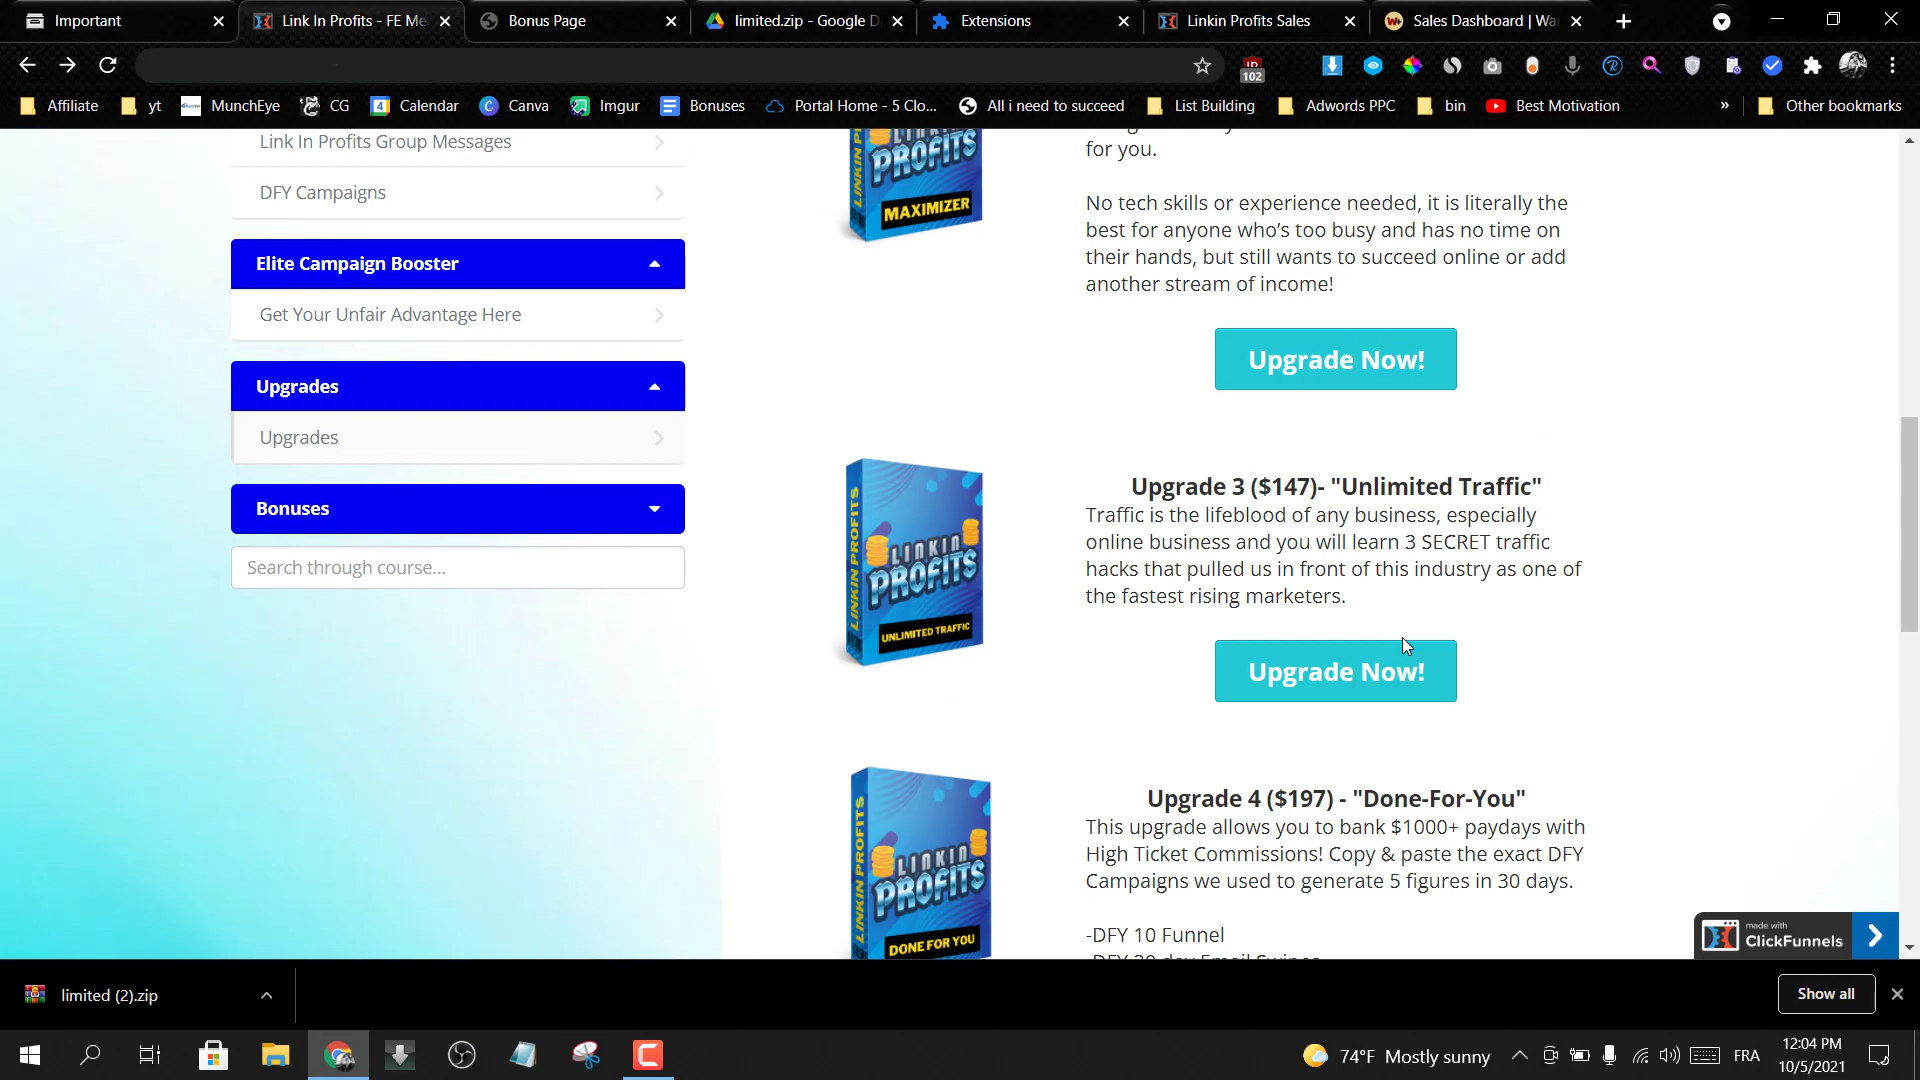 Important
Link In Profits - FE Me
Bonus Page
limited.zip - Google D
Extensions
Linkin Profits Sales
Sales Dashboard | Wa
102
Affiliate
yt
MunchEye
CG
Calendar
Canva
Imgur
Bonuses
Portal Home - 5 Clo...
All i need to succeed
List Building
Adwords PPC
bin
Best Motivation
»
Other bookmarks
Link In Profits Group Messages
DFY Campaigns
Elite Campaign Booster
Get Your Unfair Advantage Here
Upgrades
Upgrades
Bonuses
Search through course...
LINKIN
PROFITS
MAXIMIZER
for you.
No tech skills or experience needed, it is literally the
best for anyone who's too busy and has no time on
their hands, but still wants to succeed online or add
another stream of income!
Upgrade Now!
LINKIN PROFITS
LINKIN
PROFITS
UNLIMITED TRAFFIC
Upgrade 3 ($147)- "Unlimited Traffic"
Traffic is the lifeblood of any business, especially
online business and you will learn 3 SECRET traffic
hacks that pulled us in front of this industry as one of
the fastest rising marketers.
Upgrade Now!
LINKIN PROFITS
LINKIN
PROFITS
DONE FOR YOU
Upgrade 4 ($197) - "Done-For-You"
This upgrade allows you to bank $1000+ paydays with
High Ticket Commissions! Copy & paste the exact DFY
Campaigns we used to generate 5 figures in 30 days.
-DFY 10 Funnel
-DFY 30 day Email Swipes
made with
ClickFunnels
limited (2).zip
Show all
74°F Mostly sunny
FRA
12:04 PM
10/5/2021